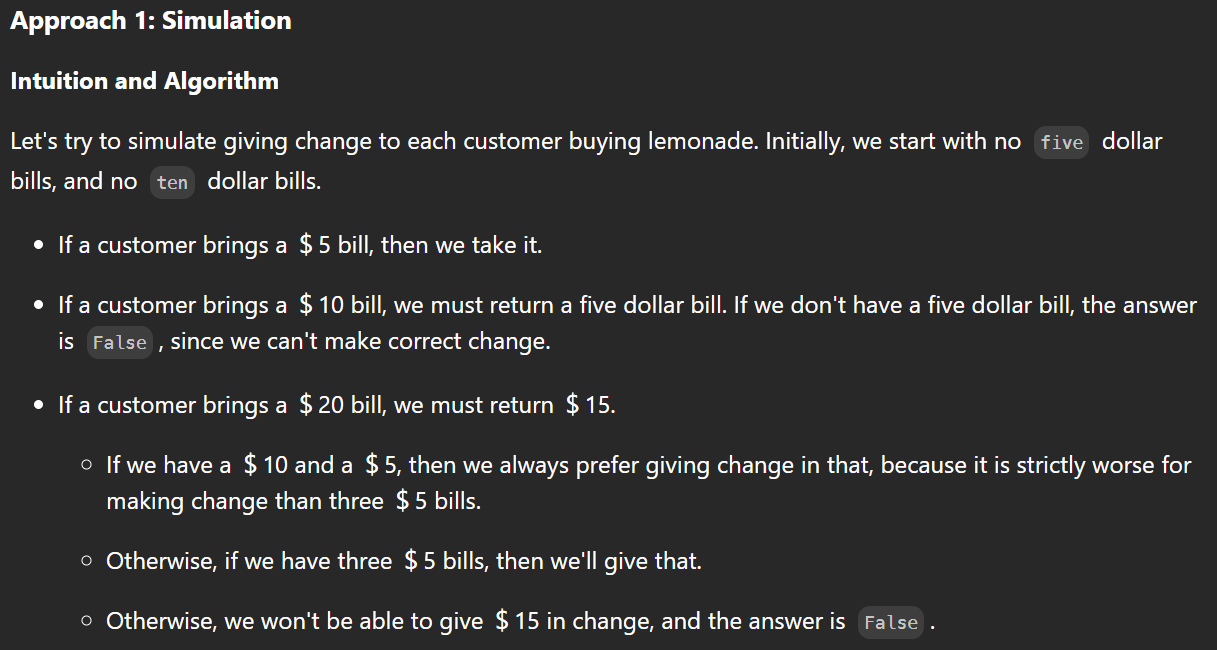 Approach 1: Simulation
Intuition and Algorithm
Let's try to simulate giving change to each customer buying lemonade. Initially, we start with no five dollar
bills, and no ten dollar bills.
• If a customer brings a $ 5 bill, then we take it.
• If a customer brings a $ 10 bill, we must return a five dollar bill. If we don't have a five dollar bill, the answer
is False , since we can't make correct change.
• If a customer brings a $ 20 bill, we must return $ 15.
○ If we have a $ 10 and a $ 5, then we always prefer giving change in that, because it is strictly worse for
making change than three $ 5 bills.
○ Otherwise, if we have three $ 5 bills, then we'll give that.
○ Otherwise, we won't be able to give $ 15 in change, and the answer is False .